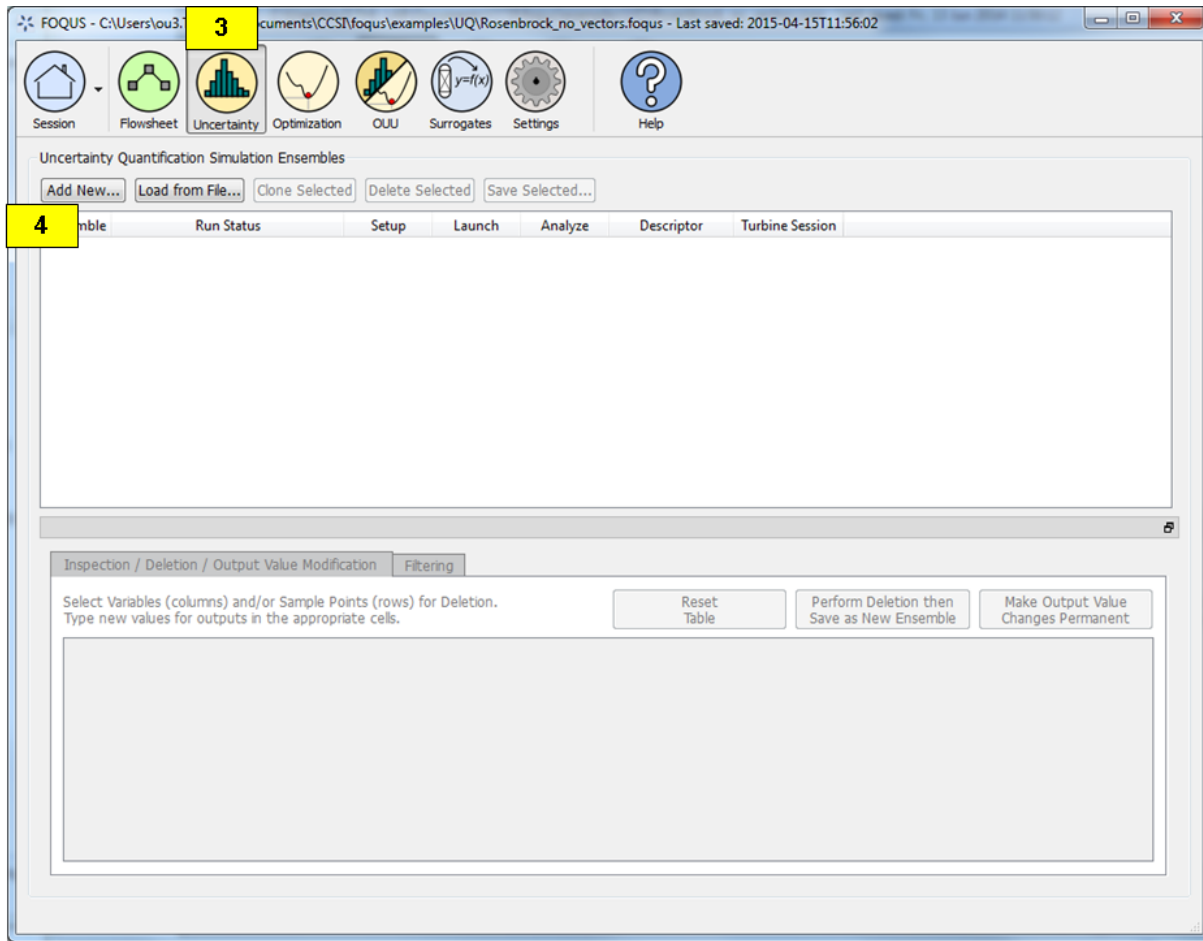 FOQUS - C:\Users\ou3. ocuments\CCSI\foqus\examples\UQ\Rosenbrock_no_vectors.foqus - Last saved: 2015-04-15T11:56:02
3
y=f(x)
Session Flowsheet Uncertainty Optimization OUU Surrogates Settings Help
Uncertainty Quantification Simulation Ensembles
Add New... Load from File... Clone Selected Delete Selected Save Selected...
4 mble Run Status Setup Launch Analyze Descriptor Turbine Session
Inspection / Deletion / Output Value Modification Filtering
Select Variables (columns) and/or Sample Points (rows) for Deletion.
Type new values for outputs in the appropriate cells.
Reset
Table
Perform Deletion then
Save as New Ensemble
Make Output Value
Changes Permanent